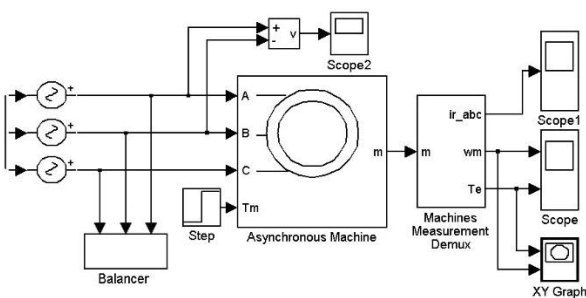 +
-
v
Scope2
+
+
+
A
B
C
Tm
m
Step
Asynchronous Machine
Balancer
m
ir_abc
wm
Te
Machines
Measurement
Demux
Scope1
Scope
XY Graph